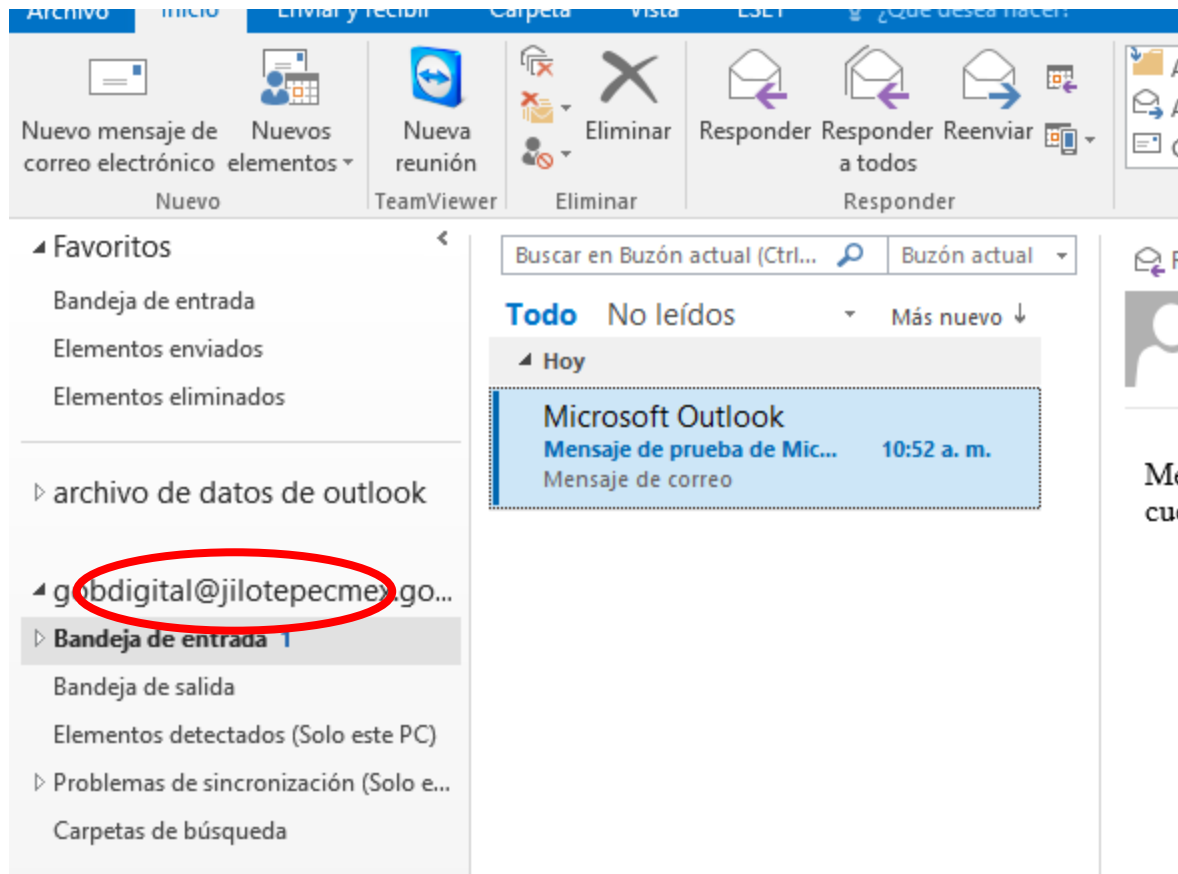 Archivo Inicio Enviar y recibir Carpeta Vista ESET ¿Qué desea hacer?
Nuevo mensaje de correo electrónico
Nuevos elementos
Nueva reunión
Eliminar
Responder
Responder a todos
Reenviar
Nuevo
TeamViewer
Eliminar
Responder
Favoritos
Bandeja de entrada
Elementos enviados
Elementos eliminados
archivo de datos de outlook
gobdigital@jilotepecmex.go...
Bandeja de entrada 1
Bandeja de salida
Elementos detectados (Solo este PC)
Problemas de sincronización (Solo e...
Carpetas de búsqueda
Buscar en Buzón actual (Ctrl... Buzón actual
Todo No leídos Más nuevo
Hoy
Microsoft Outlook
Mensaje de prueba de Mic... 10:52 a. m.
Mensaje de correo